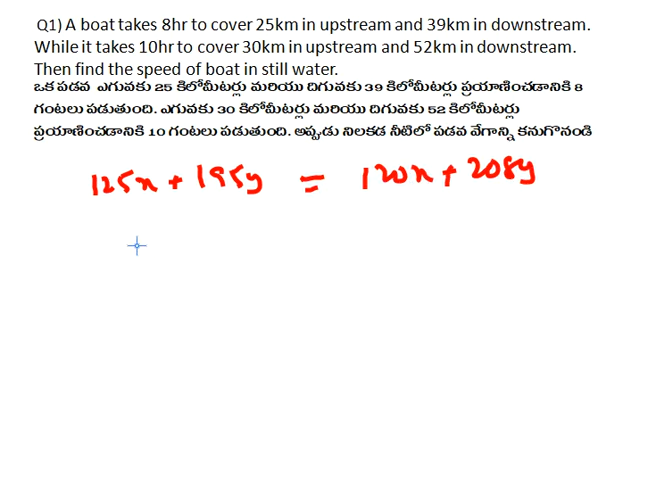 Q1) A boat takes 8hr to cover 25km in upstream and 39km in downstream.
While it takes 10hr to cover 30km in upstream and 52km in downstream.
Then find the speed of boat in still water.
ఒక పడవ ఎగువకు 25 కిలోమీటర్లు మరియు దిగువకు 39 కిలోమీటర్లు ప్రయాణించడానికి 8
గంటలు పడుతుంది. ఎగువకు 30 కిలోమీటర్లు మరియు దిగువకు 52 కిలోమీటర్లు
ప్రయాణించడానికి 10 గంటలు పడుతుంది. అప్పడు నిలకడ నీటిలో పడవ వేగాన్ని కనుగొనండి
125x + 195y = 120x + 208y